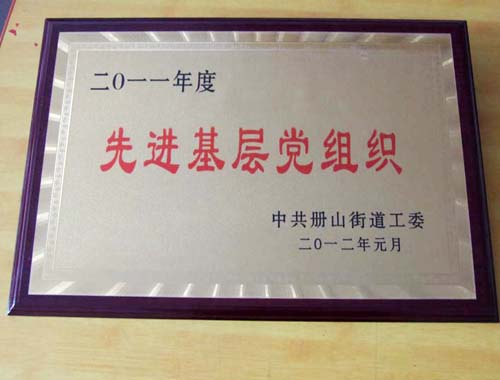 二〇一一年度
先进基层党组织
中共册山街道工委
二〇一二年元月